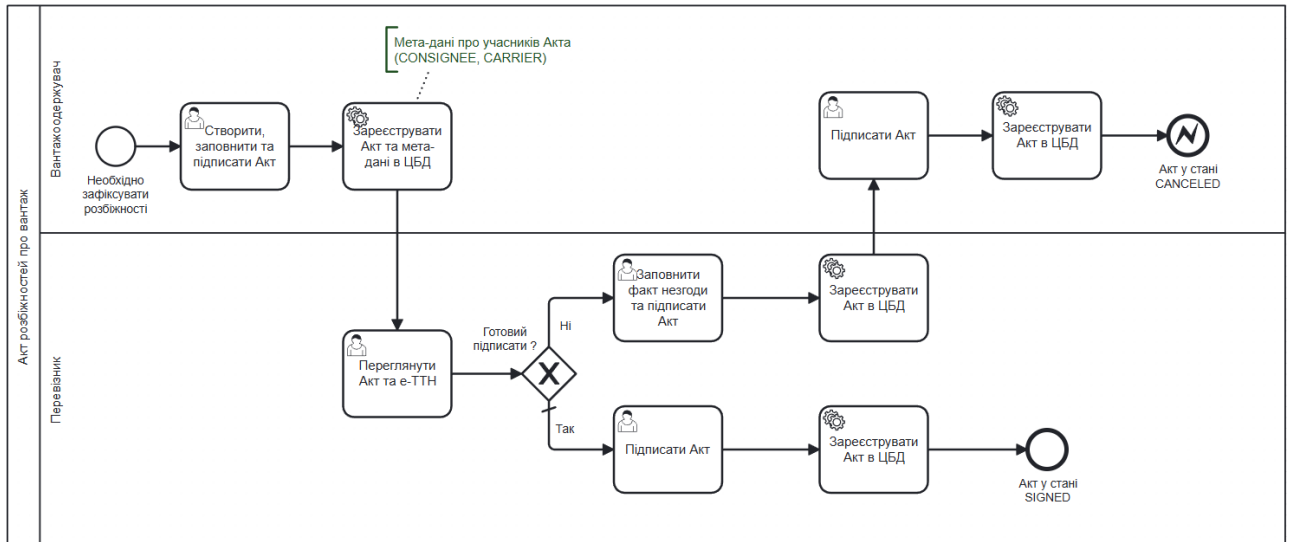 Акт розбіжностей про вантаж
Вантажоодержувач
Мета-дані про учасників Акта
(CONSIGNEE, CARRIER)
Необхідно
зафіксувати
розбіжності
Створити,
заповнити та
підписати Акт
Зареєструвати
Акт та мета-
дані в ЦБД
Підписати Акт
Зареєструвати
Акт в ЦБД
Акт у стані
CANCELED
Перевізник
Переглянути
Акт та е-ТТН
Готовий
підписати ?
Ні
Заповнити
факт незгоди
та підписати
Акт
Зареєструвати
Акт в ЦБД
Так
Підписати Акт
Зареєструвати
Акт в ЦБД
Акт у стані
SIGNED